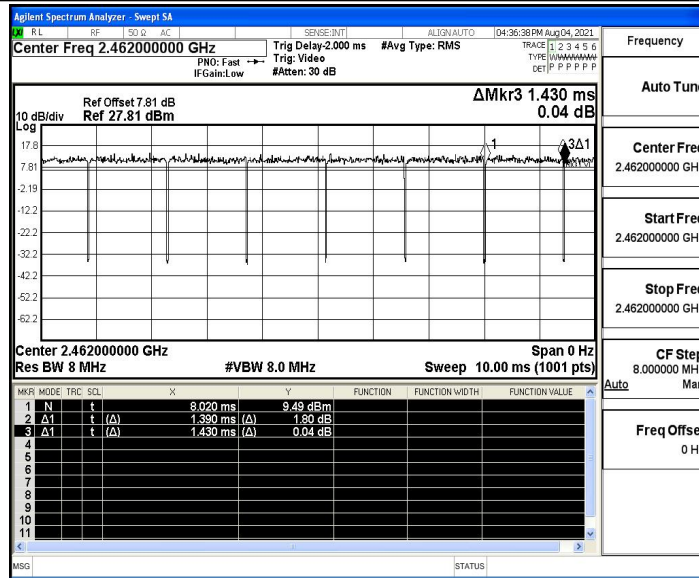 Agilent Spectrum Analyzer - Swept SA
RL RF 50 Ω AC SENSE:INT ALIGNAUTO 04:36:38 PM Aug 04, 2021
Center Freq 2.462000000 GHz
PNO: Fast
IFGain:Low
Trig Delay-2.000 ms
Trig: Video
#Atten: 30 dB
#Avg Type: RMS
TRACE 1 2 3 4 5 6
TYPE
DET P P P P P P
Frequency
Auto Tun
Ref Offset 7.81 dB
Ref 27.81 dBm
10 dB/div
Log
ΔMkr3 1.430 ms
0.04 dB
17.8
7.81
-2.19
-12.2
-22.2
-32.2
-42.2
-52.2
-62.2
1
3Δ1
Center Fre
2.462000000 GH
Start Fre
2.462000000 GH
Stop Fre
2.462000000 GH
Center 2.462000000 GHz
Span 0 Hz
Res BW 8 MHz
#VBW 8.0 MHz
Sweep 10.00 ms (1001 pts)
CF Step
8.000000 MH
Auto Ma
Freq Offse
0 H
MKR MODE TRC SCL X Y FUNCTION FUNCTION WIDTH FUNCTION VALUE
1 N t 8.020 ms 9.49 dBm
2 Δ1 t (Δ) 1.390 ms (Δ) 1.80 dB
3 Δ1 t (Δ) 1.430 ms (Δ) 0.04 dB
4
5
6
7
8
9
10
11
MSG
STATUS